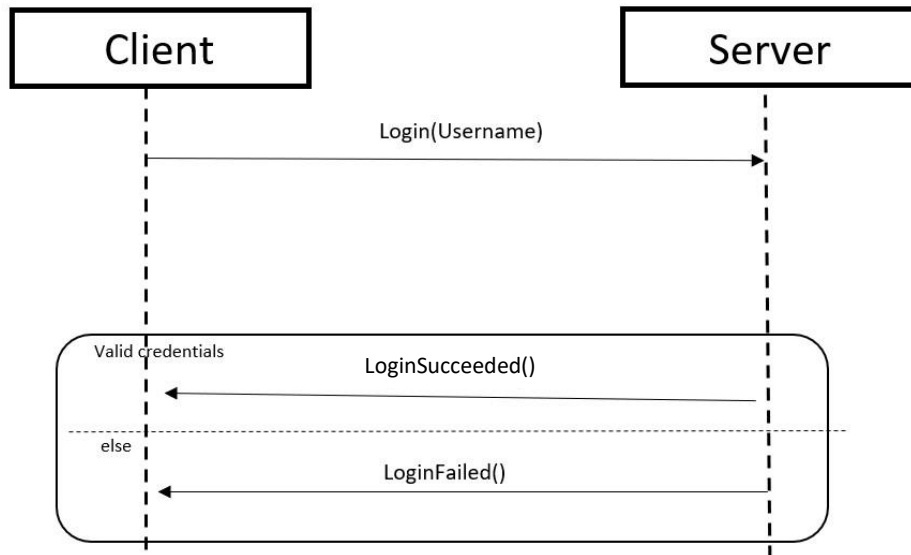 Client
Server
Login(Username)
Valid credentials
LoginSucceeded()
else
LoginFailed()